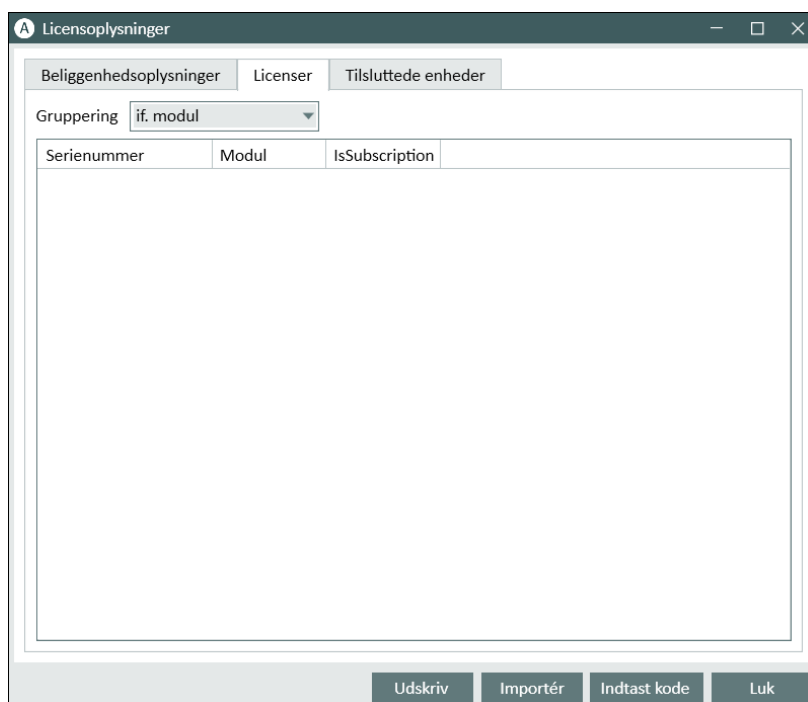 A Licensoplysninger
Beliggenhedsoplysninger Licenser Tilsluttede enheder
Gruppering if. modul
Serienummer Modul IsSubscription
Udskriv Importér Indtast kode Luk